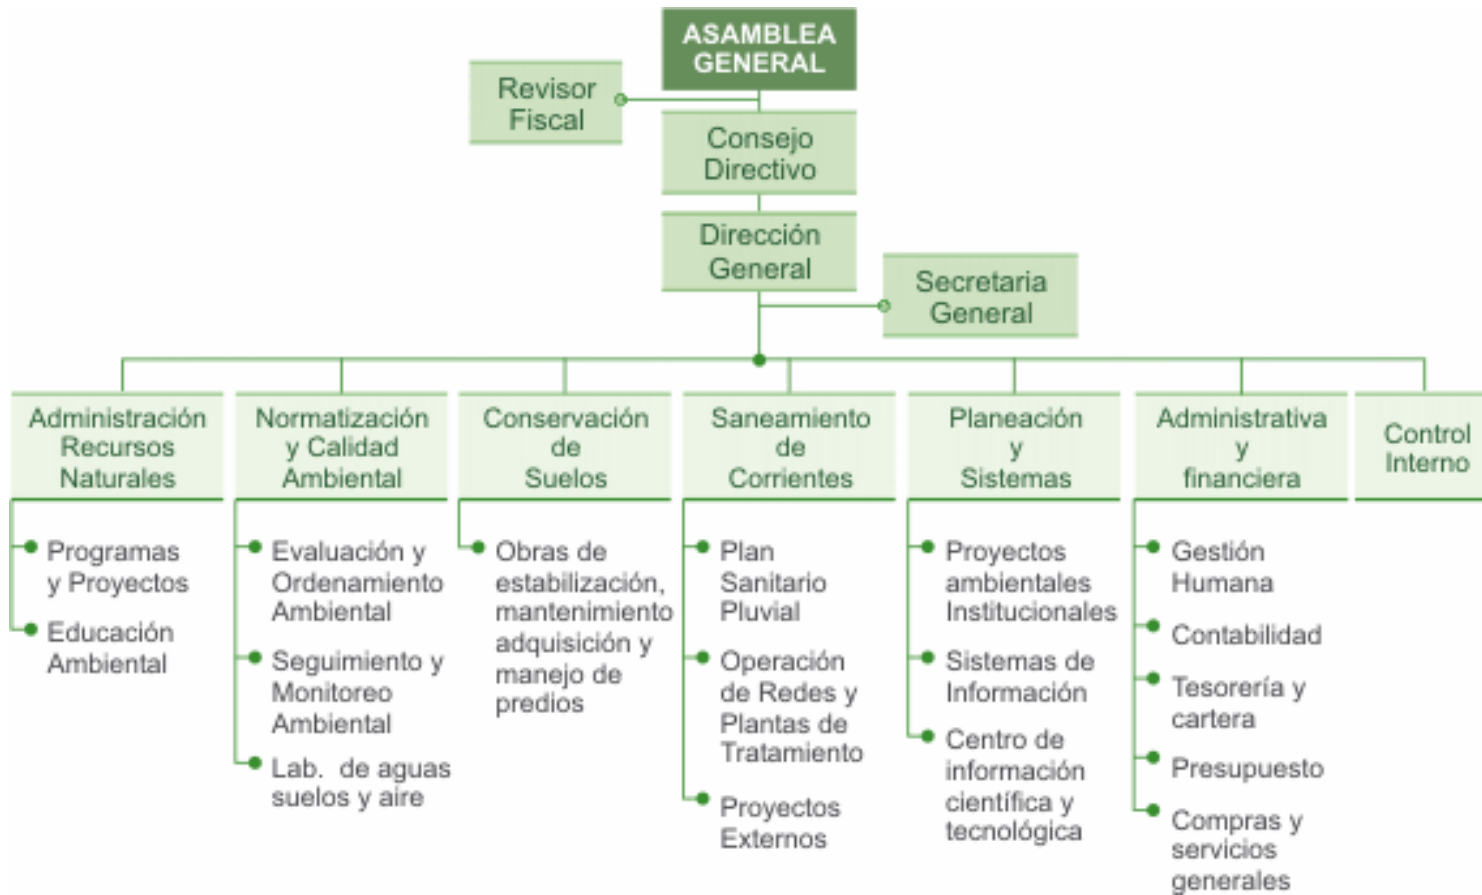 ASAMBLEA
GENERAL
Revisor
Fiscal
Consejo
Directivo
Dirección
General
Secretaria
General
Administración
Recursos
Naturales
Programas
y Proyectos
Educación
Ambiental
Normatización
y Calidad
Ambiental
Evaluación y
Ordenamiento
Ambiental
Seguimiento y
Monitoreo
Ambiental
Lab. de aguas
suelos y aire
Conservación
de
Suelos
Obras de
estabilización,
mantenimiento
adquisición y
manejo de
predios
Saneamiento
de
Corrientes
Plan
Sanitario
Pluvial
Operación
de Redes y
Plantas de
Tratamiento
Proyectos
Externos
Planeación
y
Sistemas
Proyectos
ambientales
Institucionales
Sistemas de
Información
Centro de
información
científica y
tecnológica
Administrativa
y
financiera
Gestión
Humana
Contabilidad
Tesorería y
cartera
Presupuesto
Compras y
servicios
generales
Control
Interno